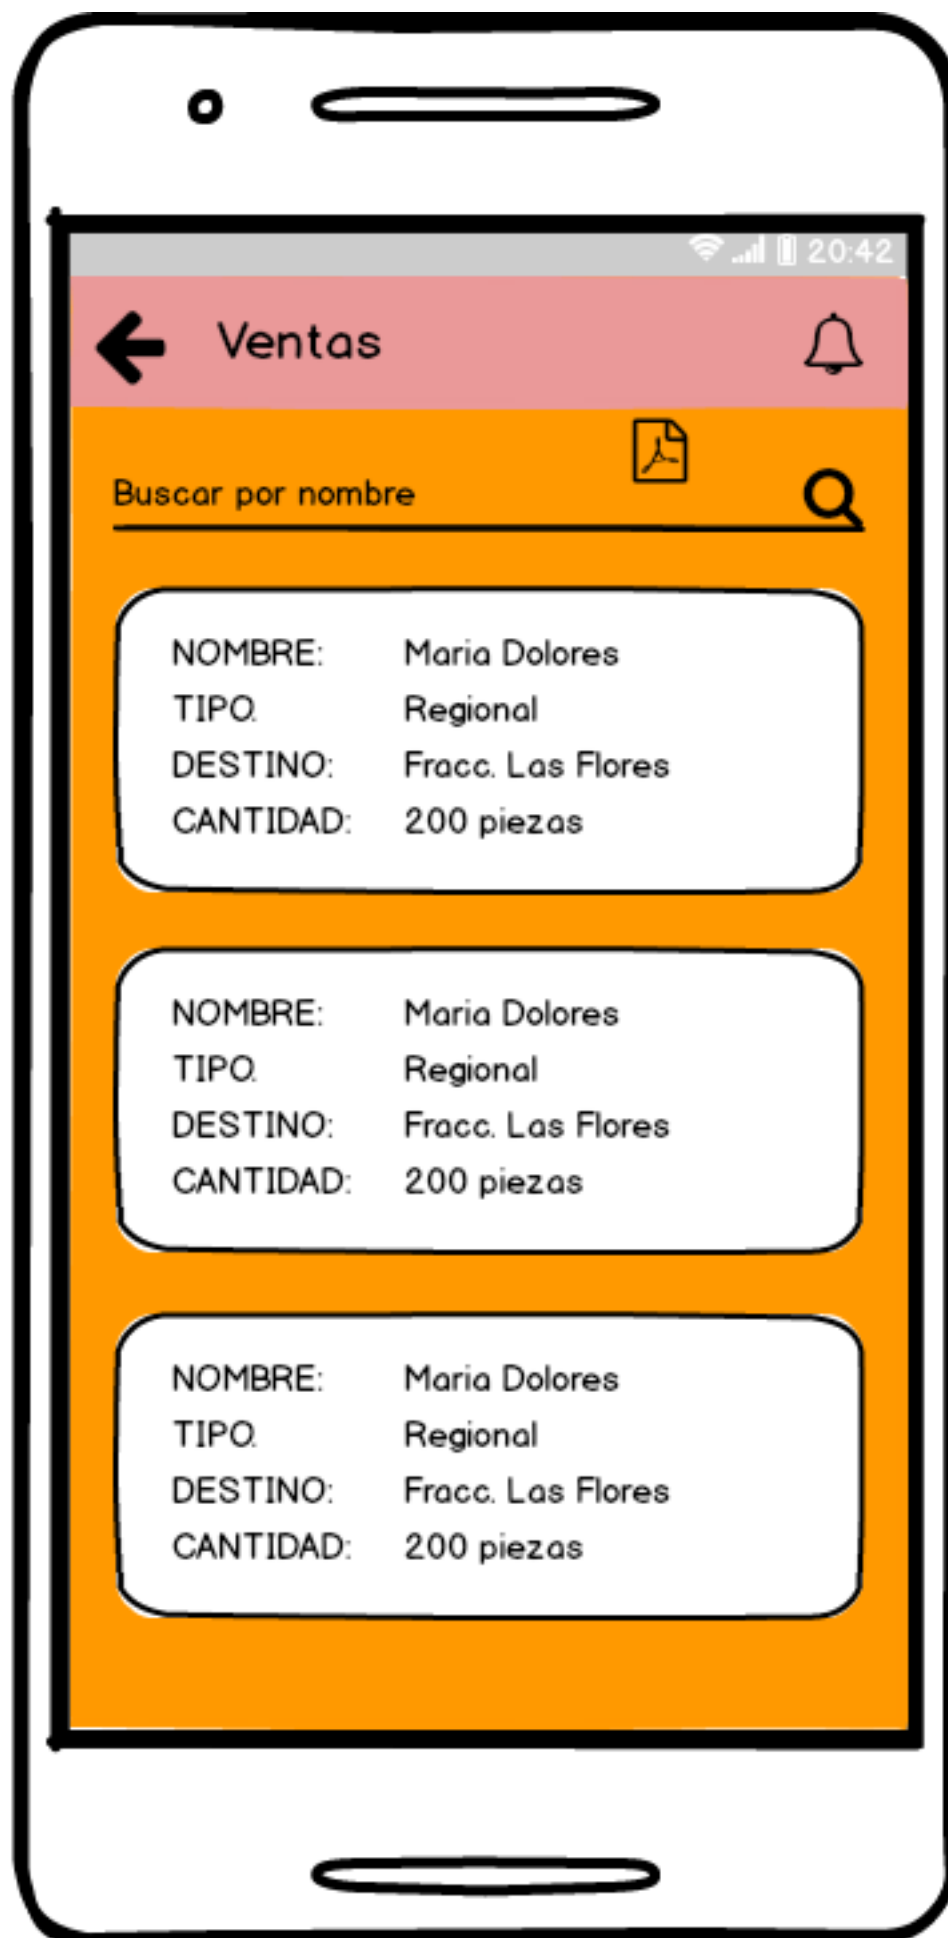 20:42
Ventas
Buscar por nombre
NOMBRE: Maria Dolores
TIPO. Regional
DESTINO: Fracc. Las Flores
CANTIDAD: 200 piezas
NOMBRE: Maria Dolores
TIPO. Regional
DESTINO: Fracc. Las Flores
CANTIDAD: 200 piezas
NOMBRE: Maria Dolores
TIPO. Regional
DESTINO: Fracc. Las Flores
CANTIDAD: 200 piezas